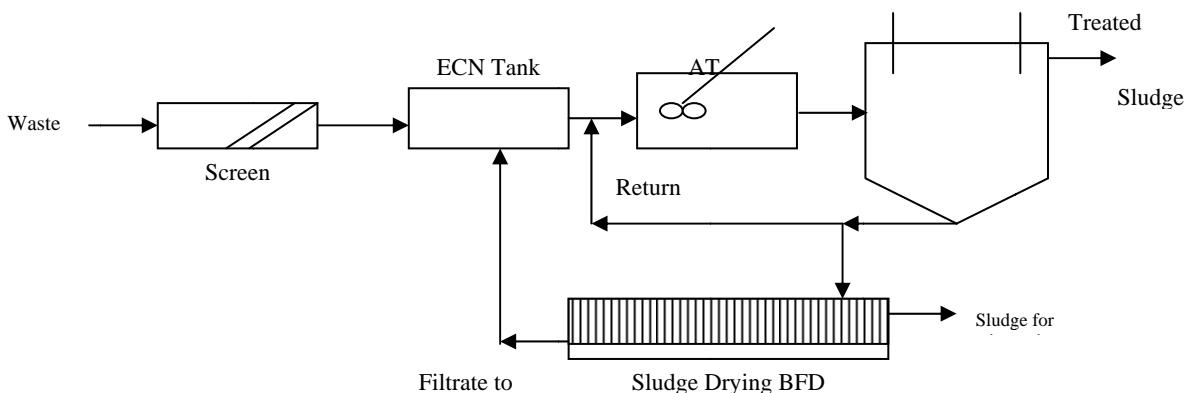 Treated
ECN Tank
AT
Sludge
Waste
Screen
Return
Sludge for
Filtrate to
Sludge Drying BFD